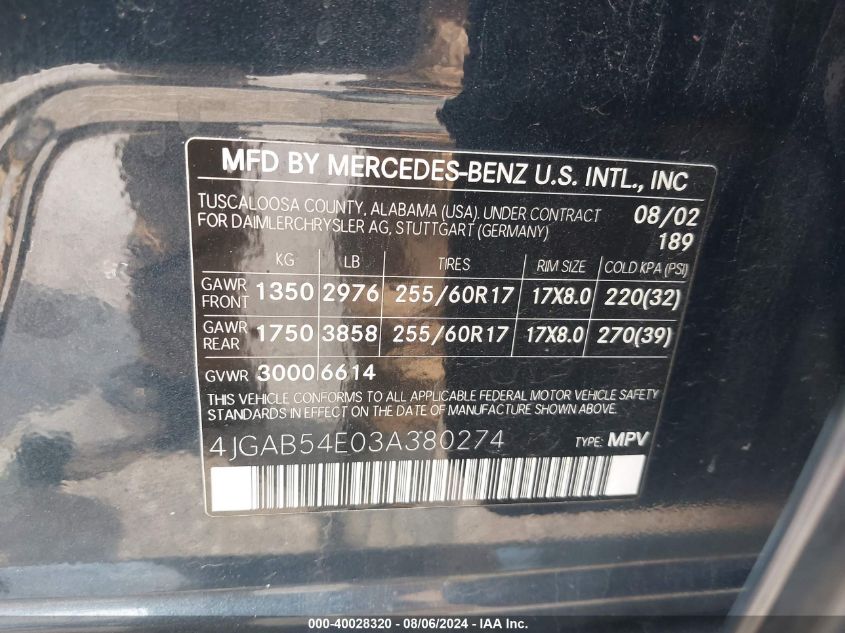 MFD BY MERCEDES-BENZ U.S. INTL., INC
TUSCALOOSA COUNTY, ALABAMA (USA). UNDER CONTRACT 08/02
FOR DAIMLERCHRYSLER AG, STUTTGART (GERMANY) 189
KG LB TIRES RIM SIZE COLD KPA (PSI)
GAWR FRONT 1350 2976 255/60R17 17X8.0 220(32)
GAWR REAR 1750 3858 255/60R17 17X8.0 270(39)
GVWR 3000 6614
THIS VEHICLE CONFORMS TO ALL APPLICABLE FEDERAL MOTOR VEHICLE SAFETY
STANDARDS IN EFFECT ON THE DATE OF MANUFACTURE SHOWN ABOVE.
4JGAB54E03A380274 TYPE: MPV
000-40028320 - 08/06/2024 - IAA Inc.